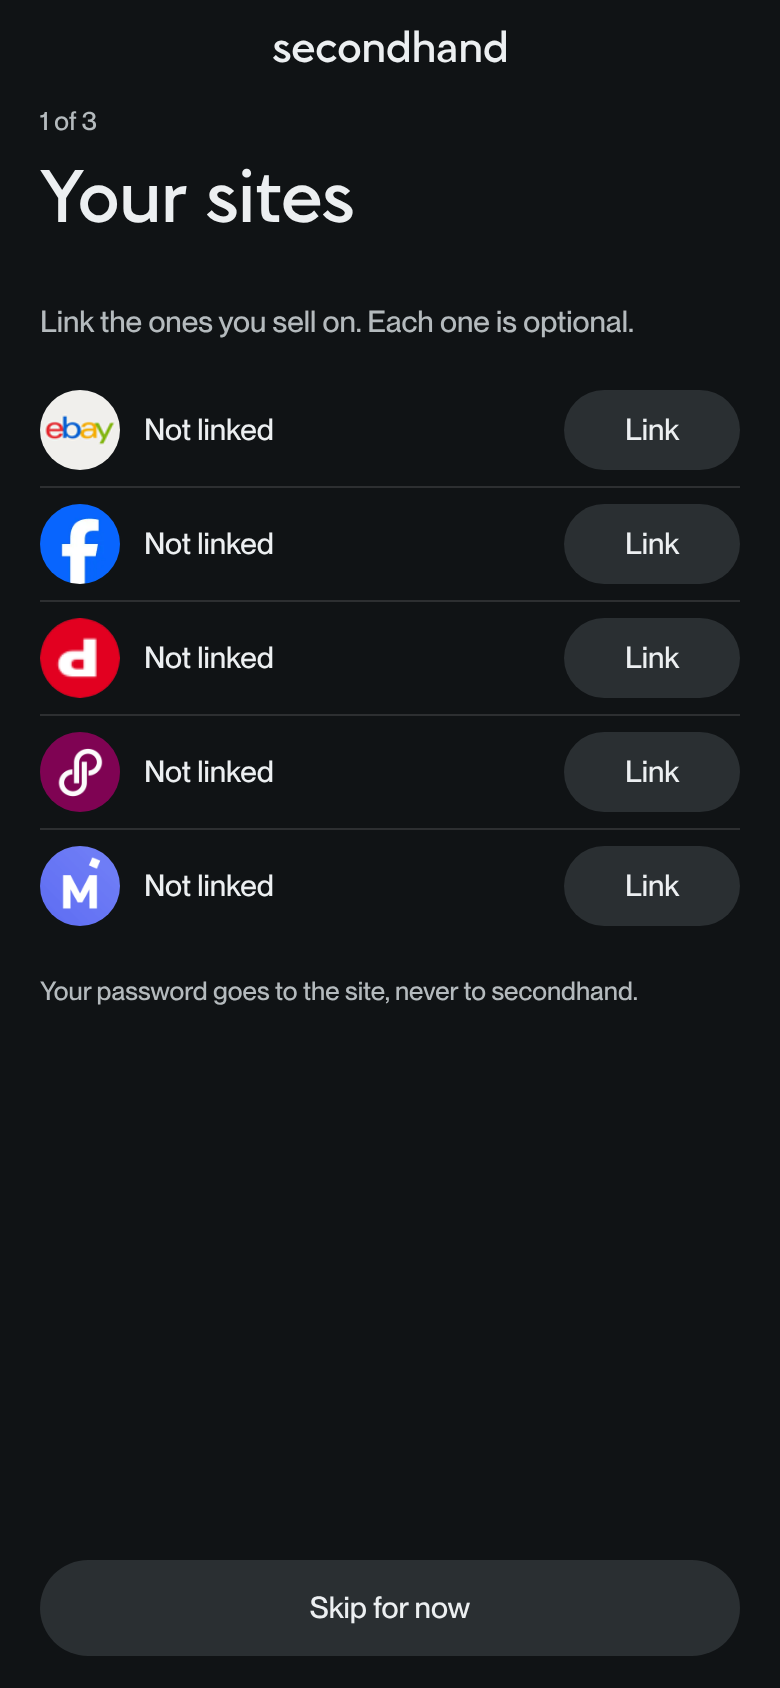 secondhand
1 of 3
Your sites
Link the ones you sell on. Each one is optional.
ebay Not linked Link
f Not linked Link
d Not linked Link
Not linked Link
M Not linked Link
Your password goes to the site, never to secondhand.
Skip for now